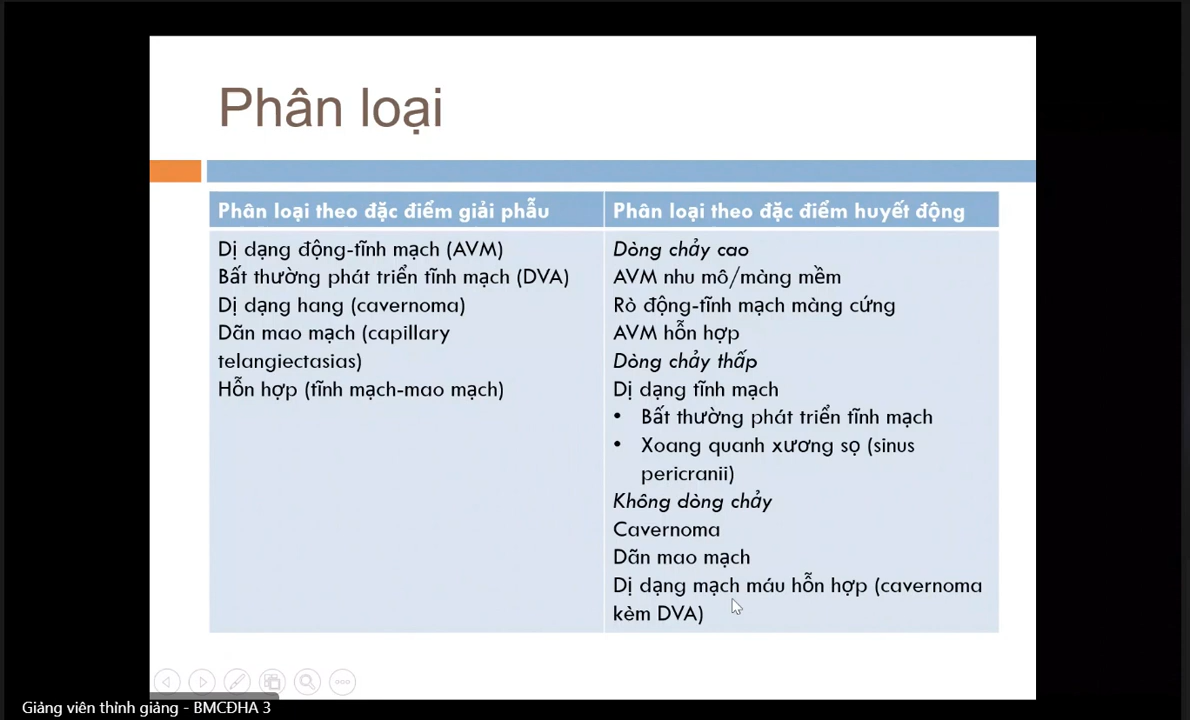 Phân loại
Phân loại theo đặc điểm giải phẫu
Dị dạng động-tĩnh mạch (AVM)
Bất thường phát triển tĩnh mạch (DVA)
Dị dạng hang (cavernoma)
Dãn mao mạch (capillary
telangiectasias)
Hỗn hợp (tĩnh mạch-mao mạch)
Phân loại theo đặc điểm huyết động
Dòng chảy cao
AVM nhu mô/màng mềm
Rò động-tĩnh mạch màng cứng
AVM hỗn hợp
Dòng chảy thấp
Dị dạng tĩnh mạch
• Bất thường phát triển tĩnh mạch
• Xoang quanh xương sọ (sinus
pericranii)
Không dòng chảy
Cavernoma
Dãn mao mạch
Dị dạng mạch máu hỗn hợp (cavernoma
kèm DVA)
Giảng viên thỉnh giảng - BMCĐHA 3